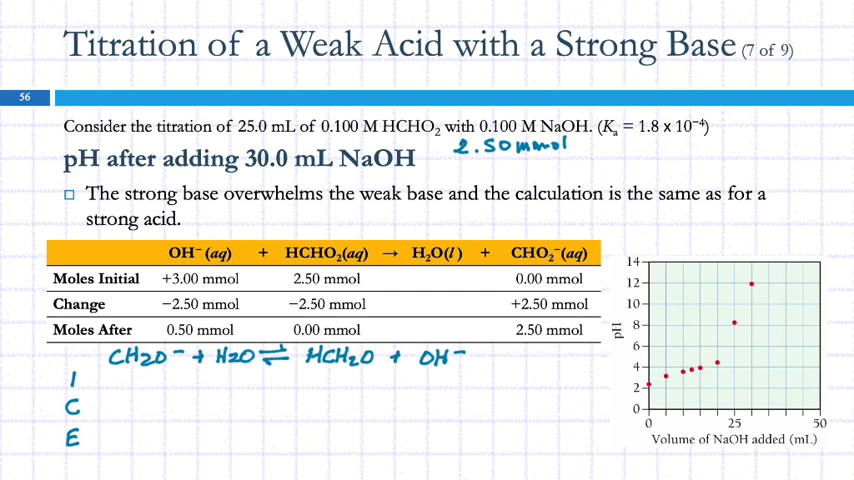 Titration of a Weak Acid with a Strong Base (7 of 9)
56
Consider the titration of 25.0 mL of 0.100 M HCHO₂ with 0.100 M NaOH. (Kₐ = 1.8 x 10⁻⁴)
2.50 mmol
pH after adding 30.0 mL NaOH
The strong base overwhelms the weak base and the calculation is the same as for a
strong acid.
OH⁻ (aq) + HCHO₂(aq) → H₂O(l) + CHO₂⁻(aq)
Moles Initial +3.00 mmol 2.50 mmol 0.00 mmol
Change −2.50 mmol −2.50 mmol +2.50 mmol
Moles After 0.50 mmol 0.00 mmol 2.50 mmol
CH2O⁻ + H2O ⇌ HCH2O + OH⁻
I
C
E
14
12
10
8
6
4
2
0
pH
0 25 50
Volume of NaOH added (mL)